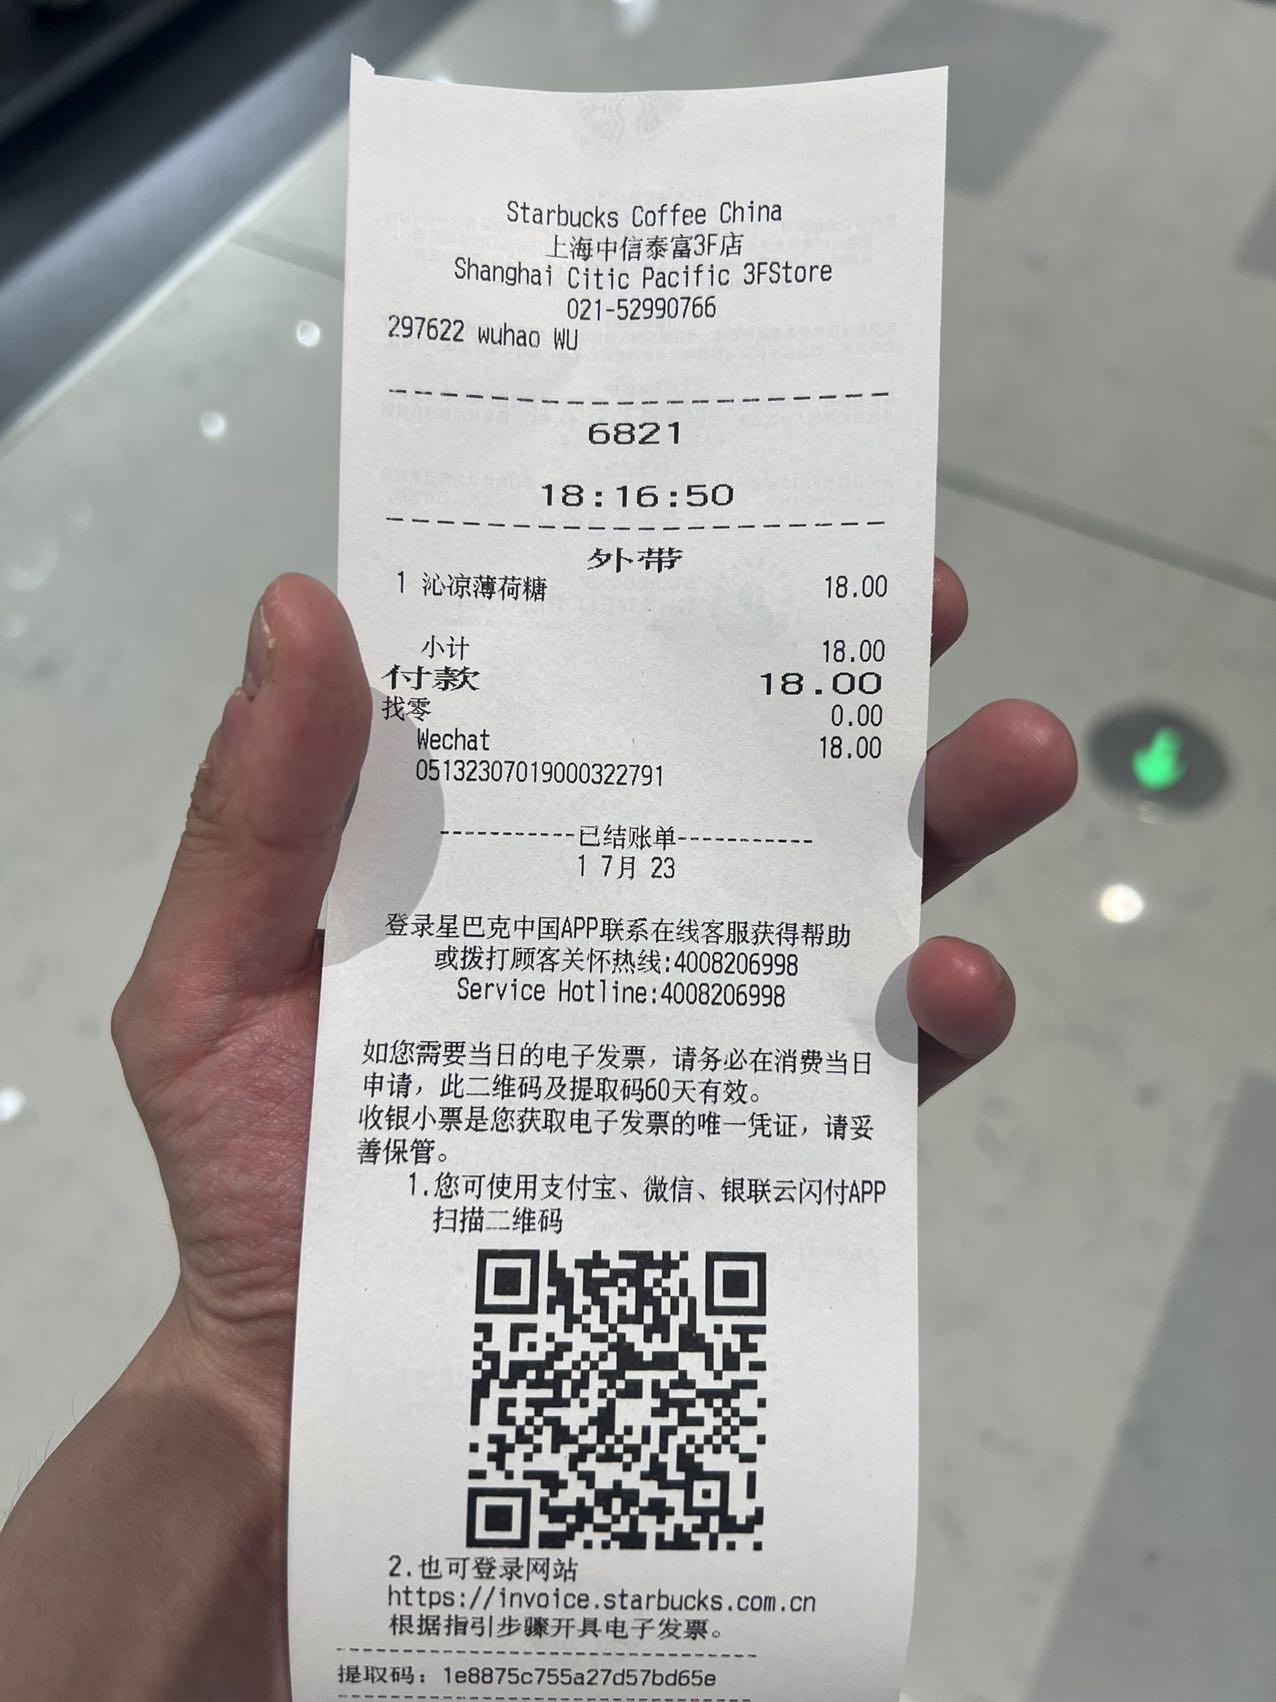 Starbucks Coffee China
上海中信泰富3F店
Shanghai Citic Pacific 3FStore
021-52990766
297622 wuhao WU
6821
18:16:50
外带
1 沁凉薄荷糖 18.00
小计 18.00
付款 18.00
找零 0.00
Wechat 18.00
05132307019000322791
-----------已结账单-----------
1 7月 23
登录星巴克中国APP联系在线客服获得帮助
或拨打顾客关怀热线:4008206998
Service Hotline:4008206998
如您需要当日的电子发票，请务必在消费当日
申请，此二维码及提取码60天有效。
收银小票是您获取电子发票的唯一凭证，请妥
善保管。
1.您可使用支付宝、微信、银联云闪付APP
扫描二维码
2.也可登录网站
https://invoice.starbucks.com.cn
根据指引步骤开具电子发票。
提取码: 1e8875c755a27d57bd65e